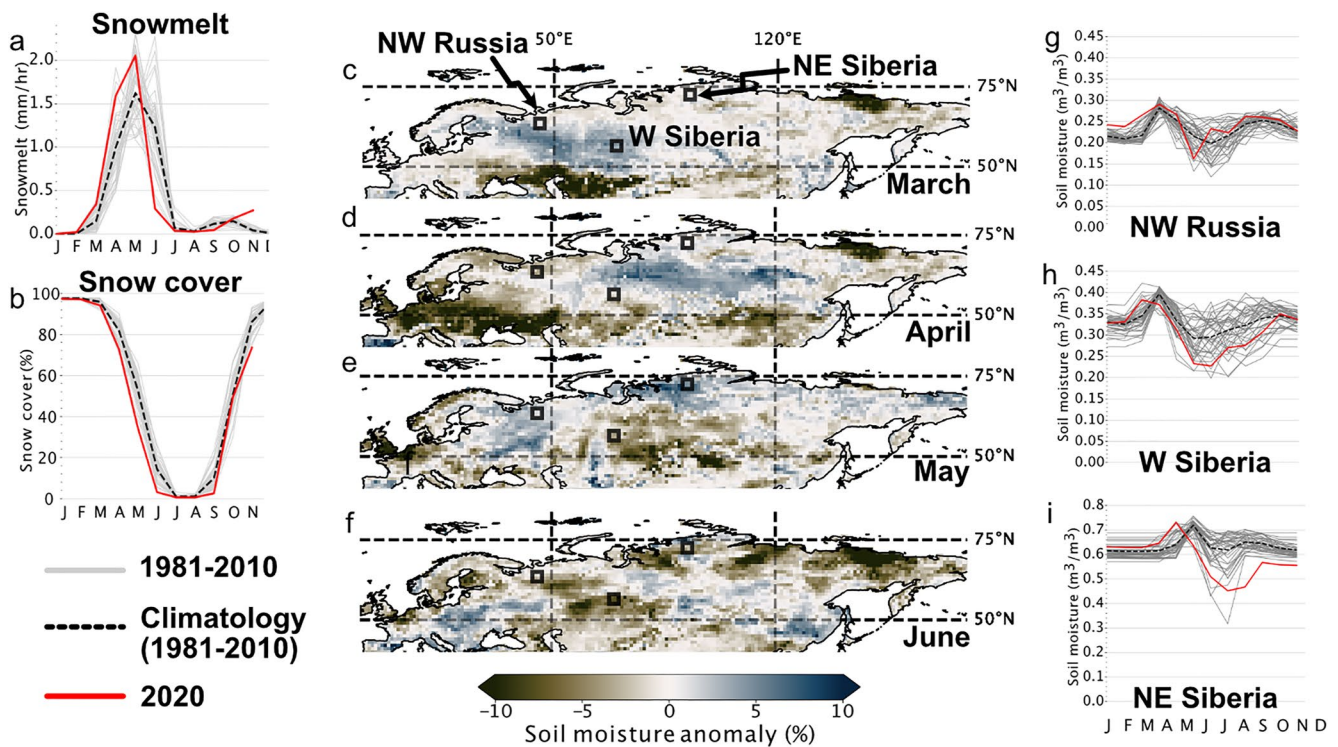 a
Snowmelt
Snowmelt (mm/hr)
2.0
1.5
1.0
0.5
0.0
J F M A M J J A S O N D
b
Snow cover
Snow cover (%)
100
80
60
40
20
0
J F M A M J J A S O N
1981-2010
Climatology
(1981-2010)
2020
50°E
120°E
NW Russia
NE Siberia
W Siberia
c
75°N
50°N
March
d
75°N
50°N
April
e
75°N
50°N
May
f
75°N
50°N
June
−10 −5 0 5 10
Soil moisture anomaly (%)
g
Soil moisture (m³/m³)
0.45
0.40
0.35
0.30
0.25
0.20
0.15
0.10
0.05
0.00
NW Russia
h
Soil moisture (m³/m³)
0.45
0.40
0.35
0.30
0.25
0.20
0.15
0.10
0.05
0.00
W Siberia
i
Soil moisture (m³/m³)
0.8
0.7
0.6
0.5
0.4
0.3
0.2
0.1
0.0
NE Siberia
J F M A M J J A S O N D